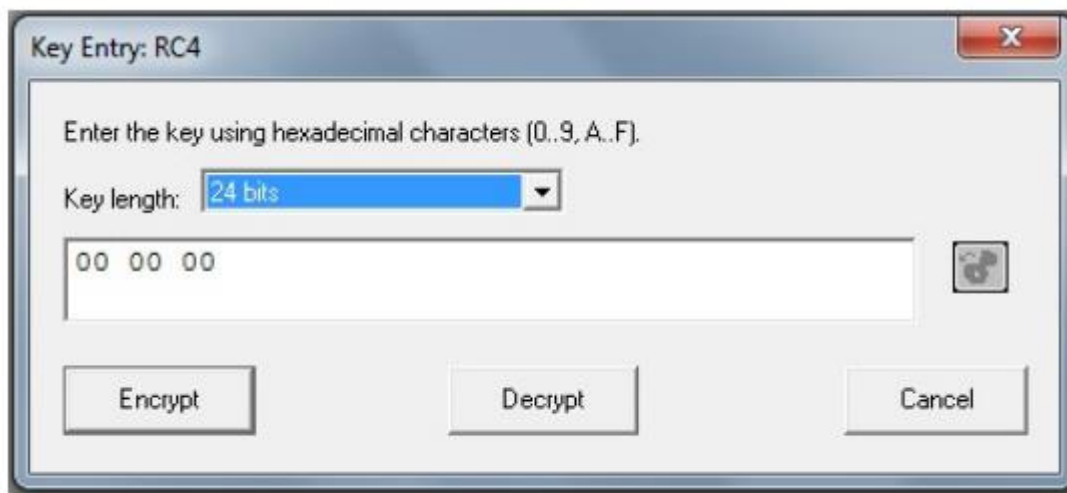 Key Entry: RC4
Enter the key using hexadecimal characters (0..9, A..F).
Key length: 24 bits
00 00 00
Encrypt Decrypt Cancel